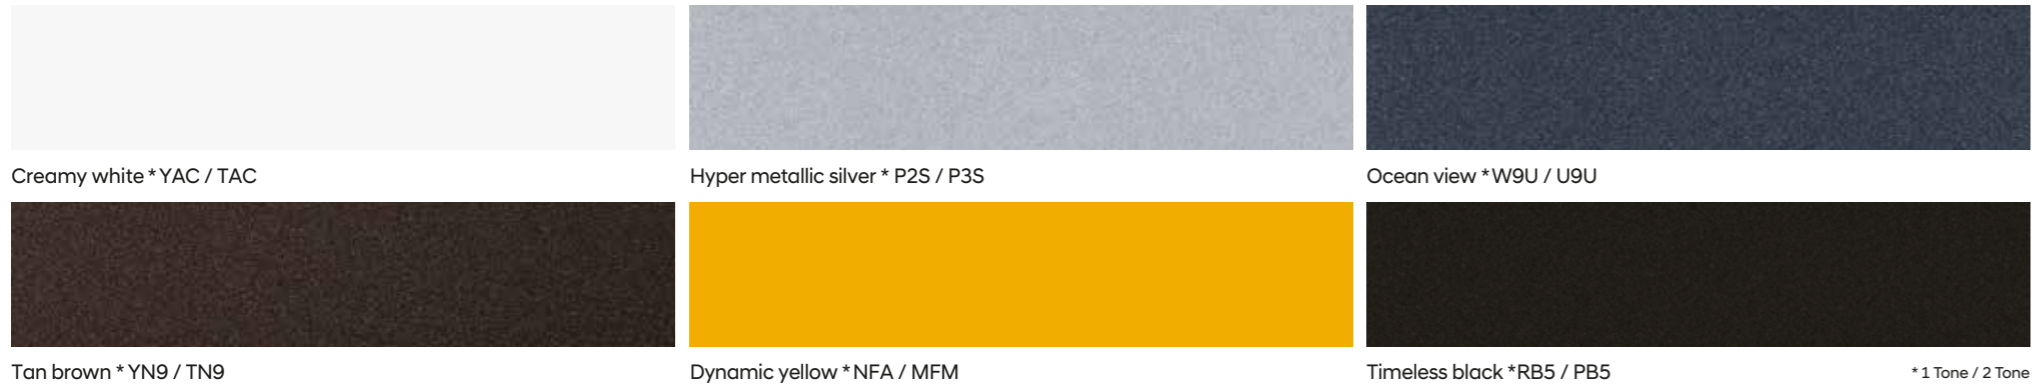 Creamy white * YAC / TAC
Hyper metallic silver * P2S / P3S
Ocean view * W9U / U9U
Tan brown * YN9 / TN9
Dynamic yellow * NFA / MFM
Timeless black *RB5 / PB5
* 1 Tone / 2 Tone